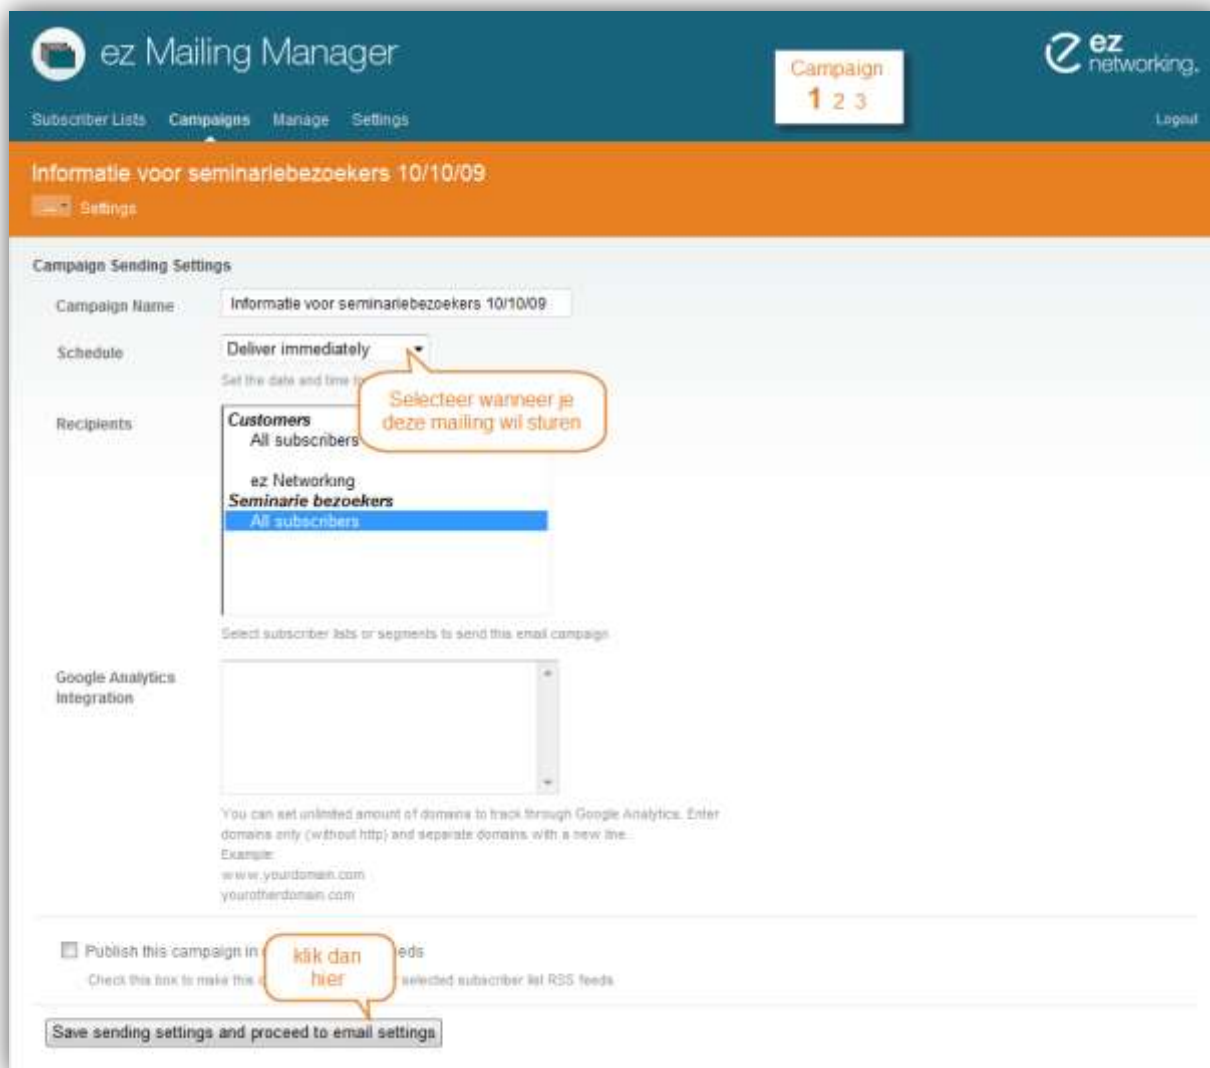 ez Mailing Manager
ez
networking.
Campaign
1 2 3
Subscriber Lists Campaigns Manage Settings
Logout
Informatie voor seminariebezoekers 10/10/09
Settings
Campaign Sending Settings
Campaign Name Informatie voor seminariebezoekers 10/10/09
Schedule Deliver immediately
Set the date and time
Selecteer wanneer je
deze mailing wil sturen
Recipients
Customers
All subscribers
ez Networking
Seminarie bezoekers
All subscribers
Select subscriber lists or segments to send this email campaign
Google Analytics
Integration
You can set unlimited amount of domains to track through Google Analytics. Enter
domains only (without http) and separate domains with a new line.
Example:
www.yourdomain.com
yourotherdomain.com
Publish this campaign in eds
klik dan
hier
Check this box to make this selected subscriber list RSS feeds
Save sending settings and proceed to email settings